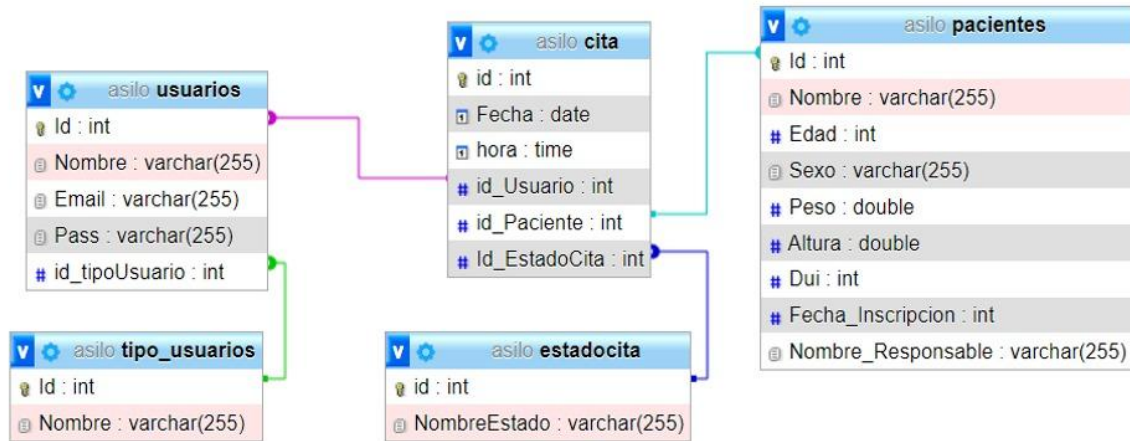 asilo usuarios
Id : int
Nombre : varchar(255)
Email : varchar(255)
Pass : varchar(255)
# id_tipoUsuario : int
asilo tipo_usuarios
Id : int
Nombre : varchar(255)
asilo cita
id : int
Fecha : date
hora : time
# id_Usuario : int
# id_Paciente : int
# Id_EstadoCita : int
asilo estadocita
id : int
NombreEstado : varchar(255)
asilo pacientes
Id : int
Nombre : varchar(255)
# Edad : int
Sexo : varchar(255)
# Peso : double
# Altura : double
# Dui : int
# Fecha_Inscripcion : int
Nombre_Responsable : varchar(255)